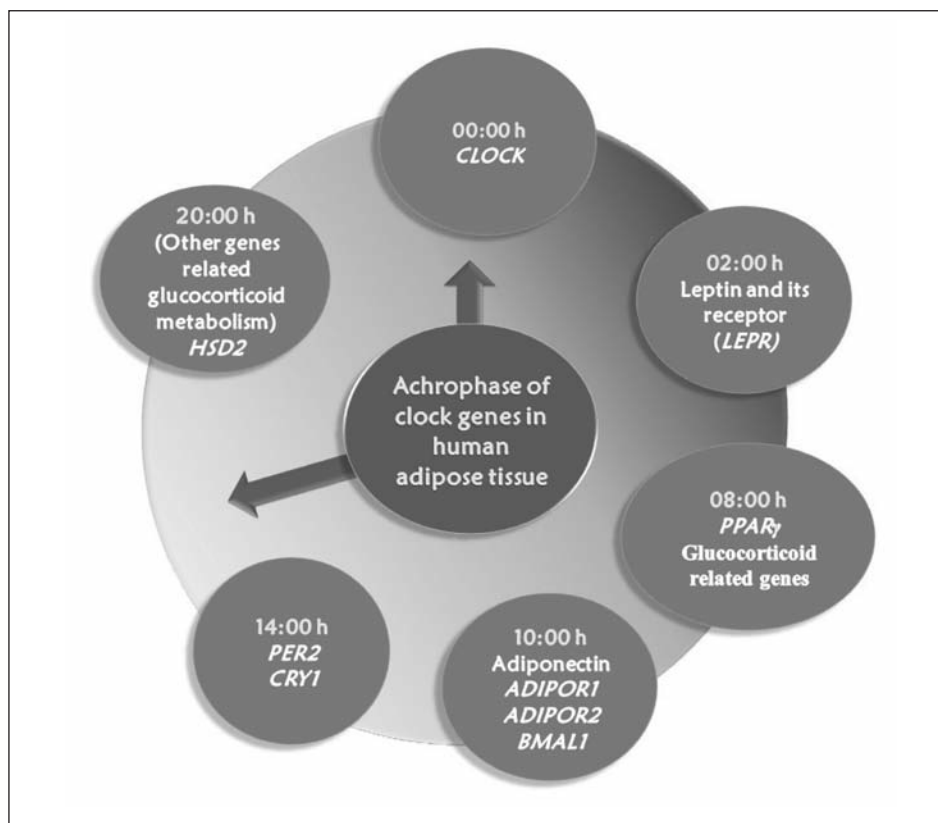 00:00 h
CLOCK
20:00 h
(Other genes
related
glucocorticoid
metabolism)
HSD2
02:00 h
Leptin and its
receptor
(LEPR)
Achrophase of
clock genes in
human
adipose tissue
08:00 h
PPARγ
Glucocorticoid
related genes
14:00 h
PER2
CRY1
10:00 h
Adiponectin
ADIPOR1
ADIPOR2
BMAL1